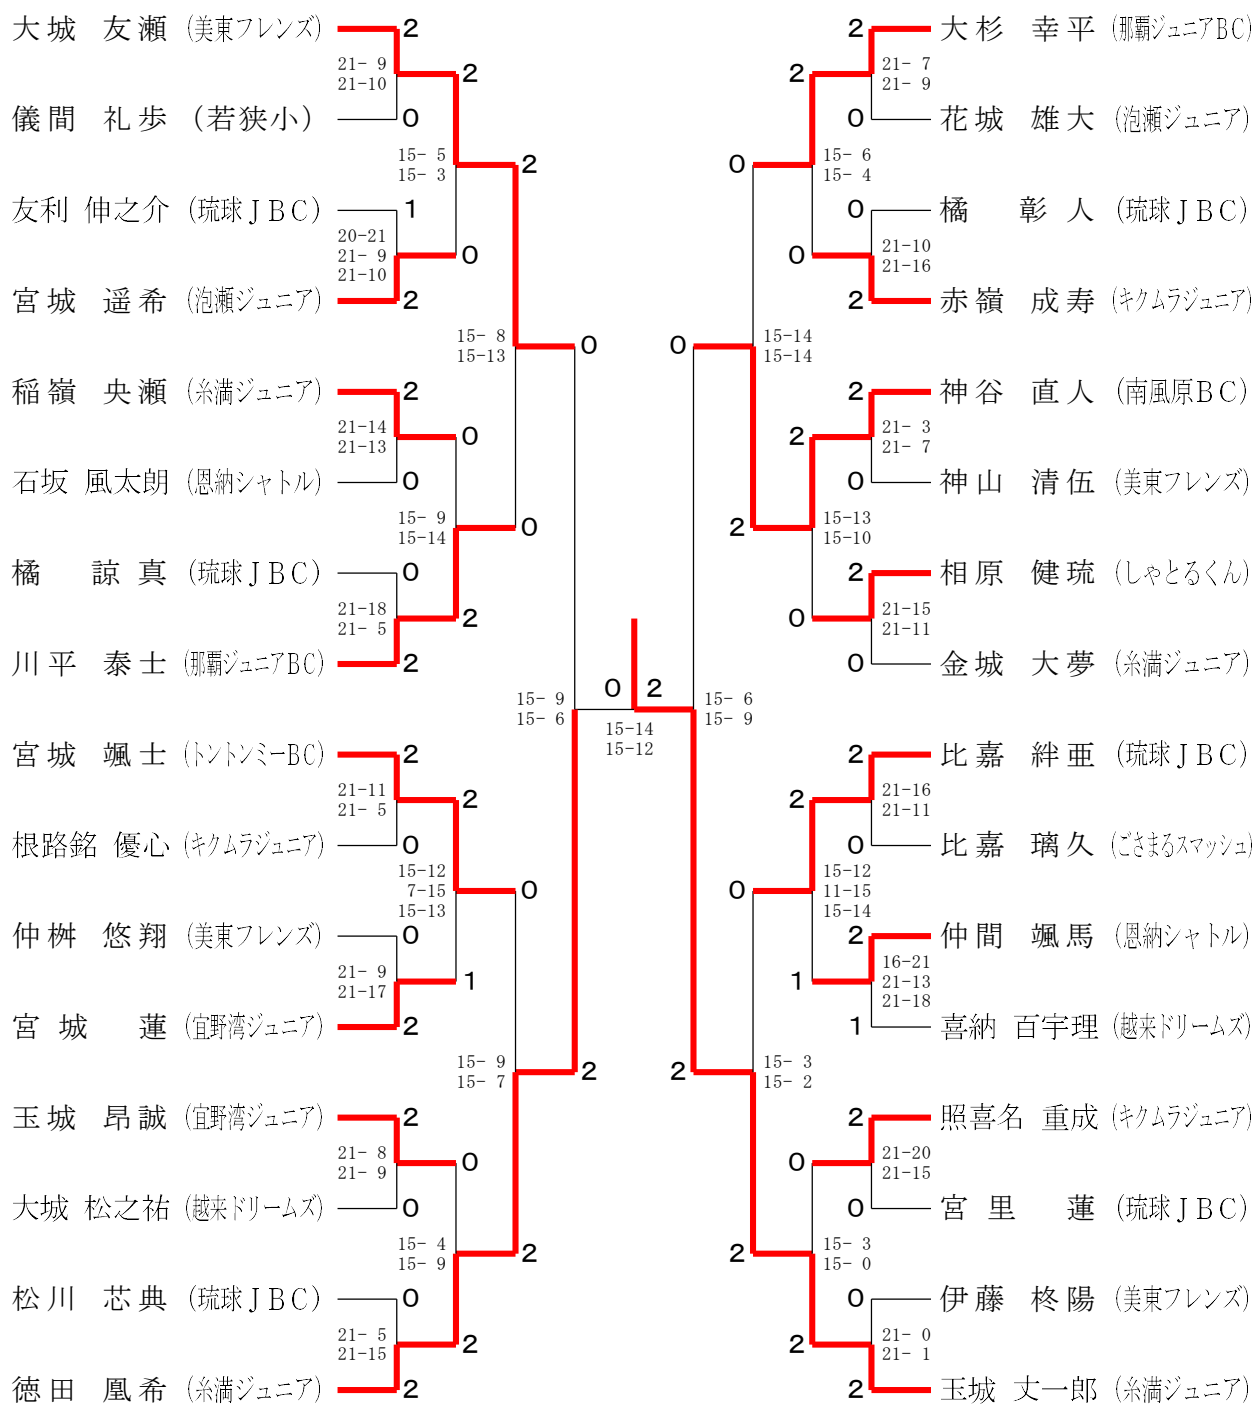 大城 友瀬 (美東フレンズ) 2
21- 9
21-10
2
儀間 礼歩 (若狭小) 0
15- 5
15- 3
2
友利 伸之介 (琉球JBC) 1
20-21
21- 9
21-10
0
宮城 遥希 (泡瀬ジュニア) 2
15- 8
15-13
0
稲嶺 央瀬 (糸満ジュニア) 2
21-14
21-13
0
石坂 風太朗 (恩納シャトル) 0
15- 9
15-14
0
橘 諒真 (琉球JBC) 0
21-18
21- 5
2
川平 泰士 (那覇ジュニアBC) 2
15- 9
15- 6
宮城 颯士 (トントンミーBC) 2
21-11
21- 5
2
根路銘 優心 (キクムラジュニア) 0
15-12
7-15
15-13
0
仲桝 悠翔 (美東フレンズ) 0
21- 9
21-17
1
宮城 蓮 (宜野湾ジュニア) 2
15- 9
15- 7
2
玉城 昂誠 (宜野湾ジュニア) 2
21- 8
21- 9
0
大城 松之祐 (越来ドリームズ) 0
15- 4
15- 9
2
松川 芯典 (琉球JBC) 0
21- 5
21-15
2
徳田 凰希 (糸満ジュニア) 2
0 2
15-14
15-12
2 大杉 幸平 (那覇ジュニアBC)
21- 7
21- 9
2
0 花城 雄大 (泡瀬ジュニア)
15- 6
15- 4
0
0 橘 彰人 (琉球JBC)
21-10
21-16
0
2 赤嶺 成寿 (キクムラジュニア)
15-14
15-14
0
2 神谷 直人 (南風原BC)
21- 3
21- 7
2
0 神山 清伍 (美東フレンズ)
15-13
15-10
2
2 相原 健琉 (しゃとるくん)
21-15
21-11
0
0 金城 大夢 (糸満ジュニア)
15- 6
15- 9
2 比嘉 絆亜 (琉球JBC)
21-16
21-11
2
0 比嘉 璃久 (ごさまるスマッシュ)
15-12
11-15
15-14
0
2 仲間 颯馬 (恩納シャトル)
16-21
21-13
21-18
1
1 喜納 百宇理 (越来ドリームズ)
15- 3
15- 2
2
2 照喜名 重成 (キクムラジュニア)
21-20
21-15
0
0 宮里 蓮 (琉球JBC)
15- 3
15- 0
2
0 伊藤 柊陽 (美東フレンズ)
21- 0
21- 1
2
2 玉城 丈一郎 (糸満ジュニア)